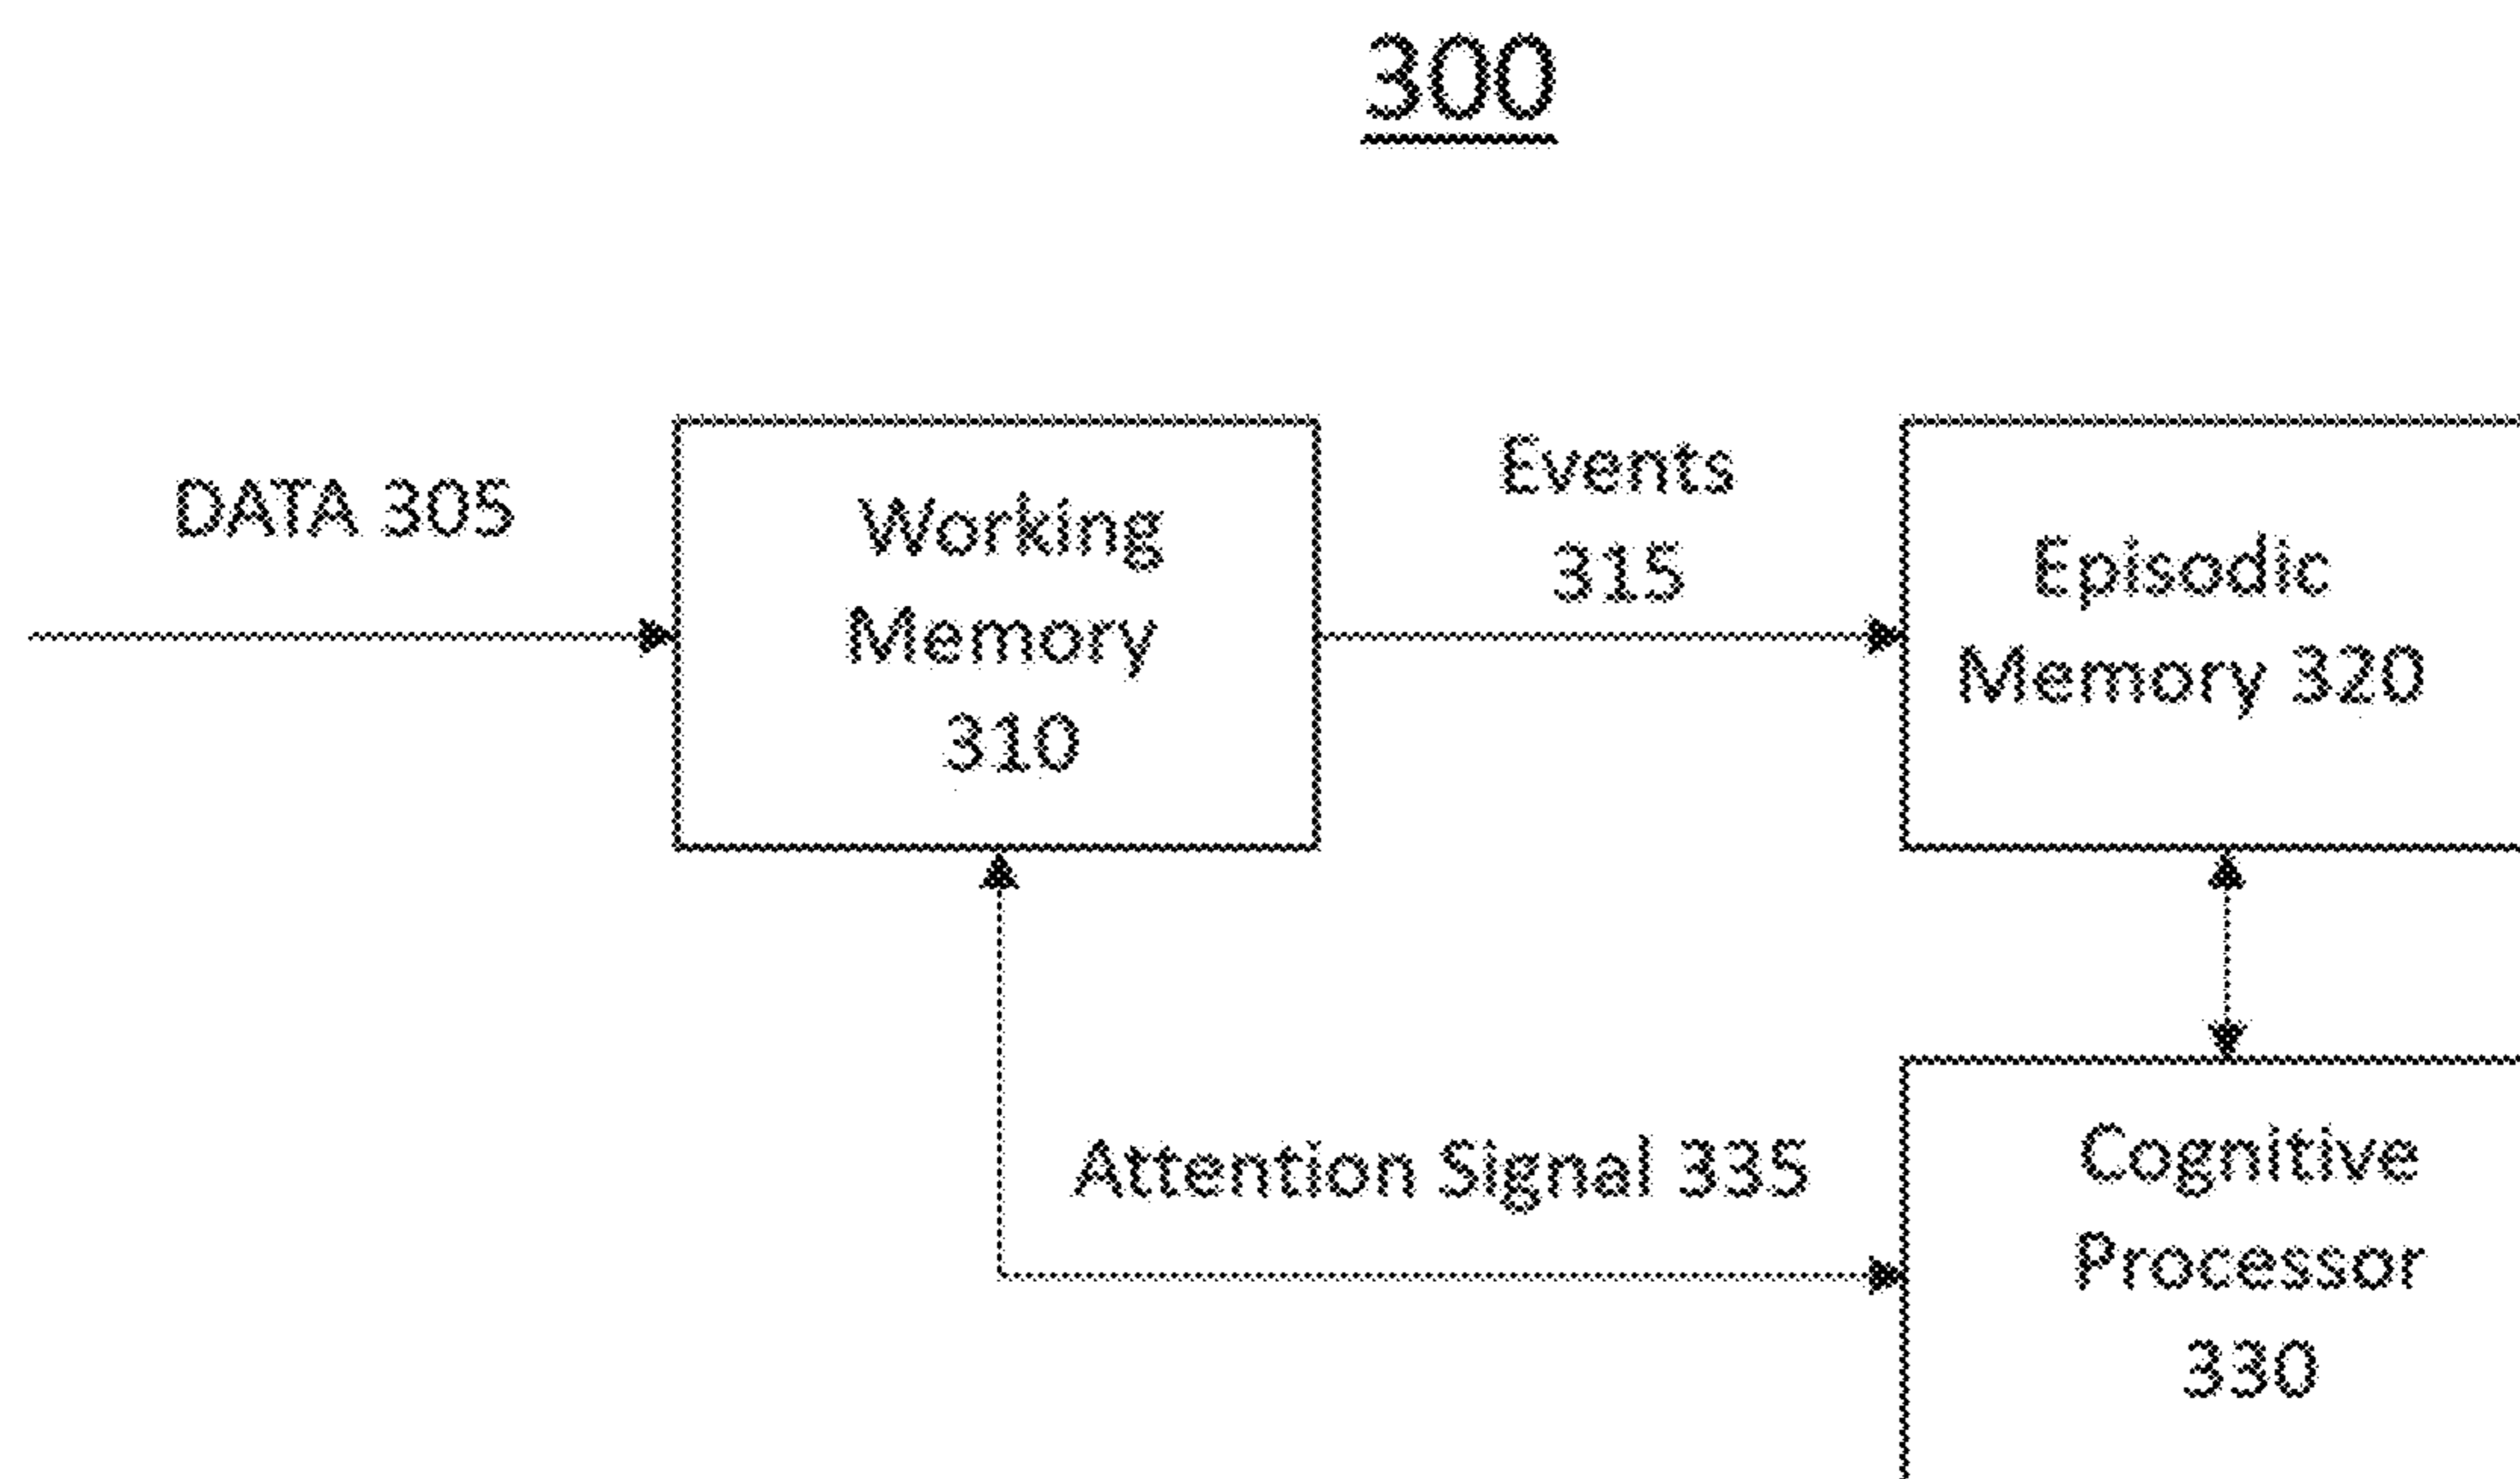 300
DATA 305
Working
Memory
310
Events
315
Episodic
Memory 320
Attention Signal 335
Cognitive
Processor
330